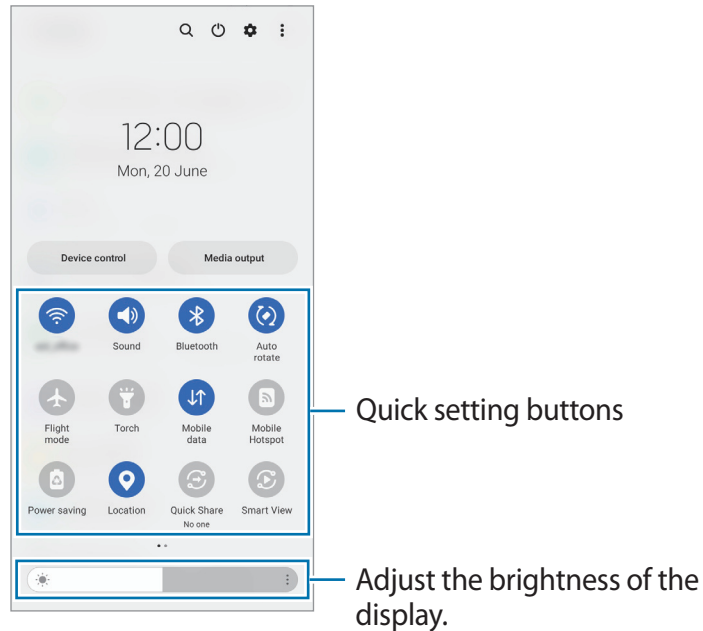 12:00
Mon, 20 June
Device control Media output
Sound Bluetooth Auto
rotate
Flight
mode
Torch Mobile
data
Mobile
Hotspot
Power saving Location Quick Share
No one
Smart View
Quick setting buttons
Adjust the brightness of the
display.